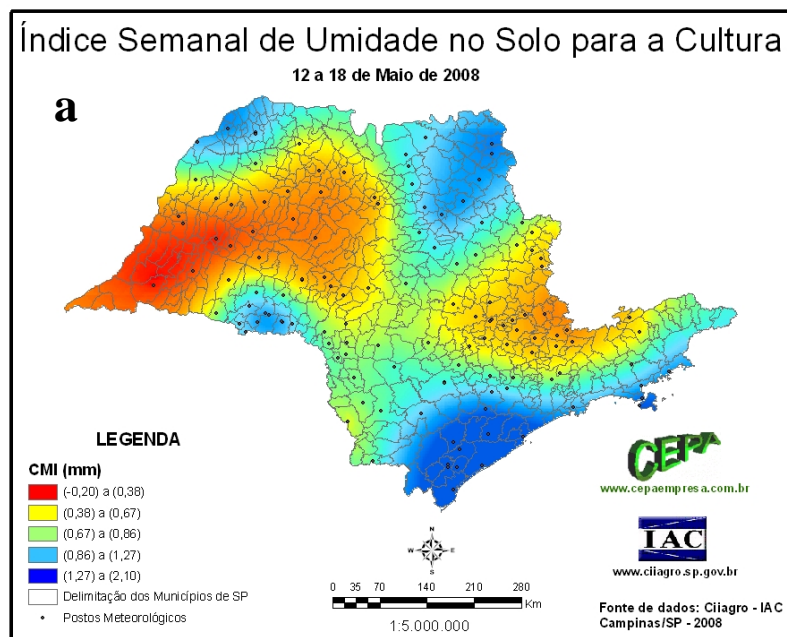 Índice Semanal de Umidade no Solo para a Cultura
12 a 18 de Maio de 2008
a
LEGENDA
CMI (mm)
(-0,20) a (0,38)
(0,38) a (0,67)
(0,67) a (0,86)
(0,86) a (1,27)
(1,27) a (2,10)
Delimitação dos Municípios de SP
Postos Meteorológicos
N
W E
S
0 35 70 140 210 280
Km
1:5.000.000
CEPA
www.cepaempresa.com.br
IAC
www.ciiagro.sp.gov.br
Fonte de dados: Ciiagro - IAC
Campinas/SP - 2008